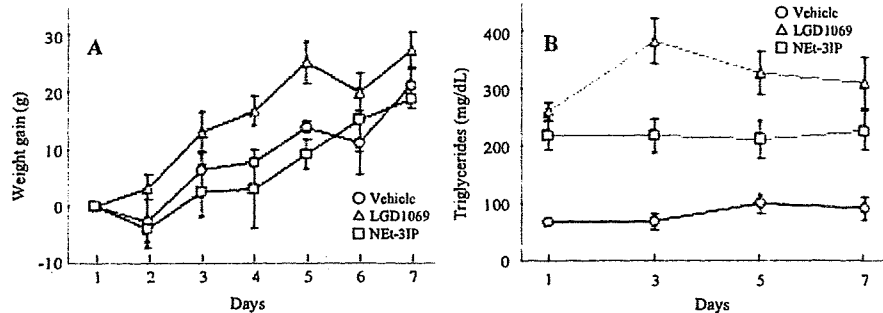 A
Weight gain (g)
30
20
10
0
-10
Vehicle
LGD1069
NEt-3IP
1 2 3 4 5 6 7
Days
B
Triglycerides (mg/dL)
400
300
200
100
0
Vehicle
LGD1069
NEt-3IP
1 3 5 7
Days